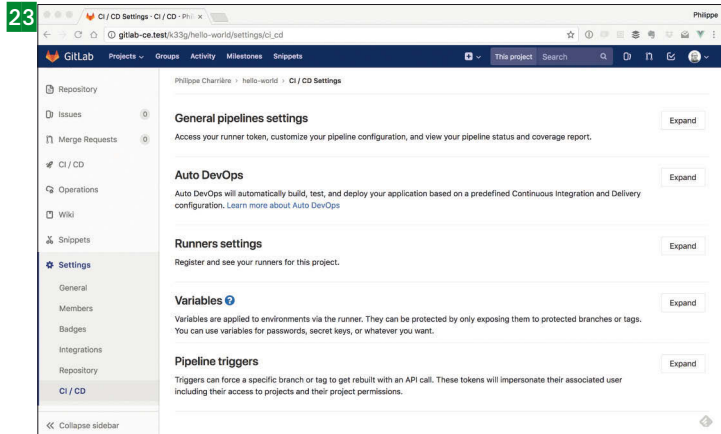 23
CI / CD Settings · CI / CD · Phil
Philippe
gitlab-ce.test/k33g/hello-world/settings/ci_cd
GitLab Projects Groups Activity Milestones Snippets This project Search
Philippe Charrière > hello-world > CI / CD Settings
Repository
Issues 0
Merge Requests 0
CI / CD
Operations
Wiki
Snippets
Settings
General
Members
Badges
Integrations
Repository
CI / CD
Collapse sidebar
General pipelines settings
Expand
Access your runner token, customize your pipeline configuration, and view your pipeline status and coverage report.
Auto DevOps
Expand
Auto DevOps will automatically build, test, and deploy your application based on a predefined Continuous Integration and Delivery
configuration. Learn more about Auto DevOps
Runners settings
Expand
Register and see your runners for this project.
Variables
Expand
Variables are applied to environments via the runner. They can be protected by only exposing them to protected branches or tags.
You can use variables for passwords, secret keys, or whatever you want.
Pipeline triggers
Expand
Triggers can force a specific branch or tag to get rebuilt with an API call. These tokens will impersonate their associated user
including their access to projects and their project permissions.